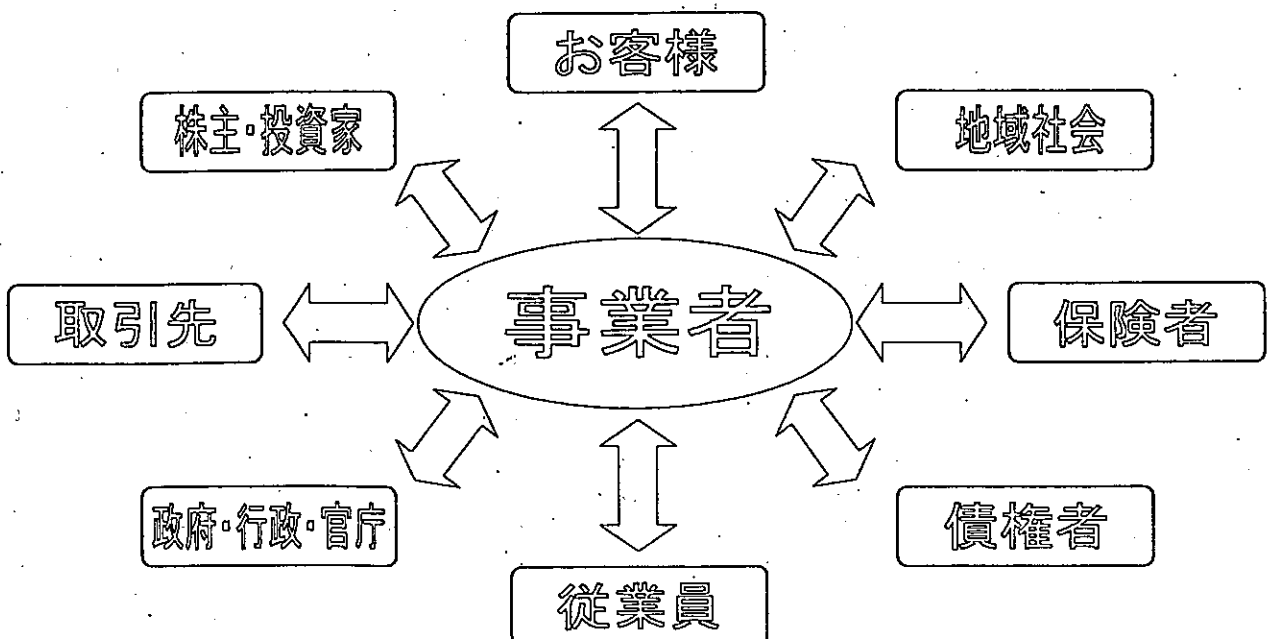 お客様
株主・投資家
地域社会
取引先
事業者
保険者
政府・行政・官庁
債権者
従業員